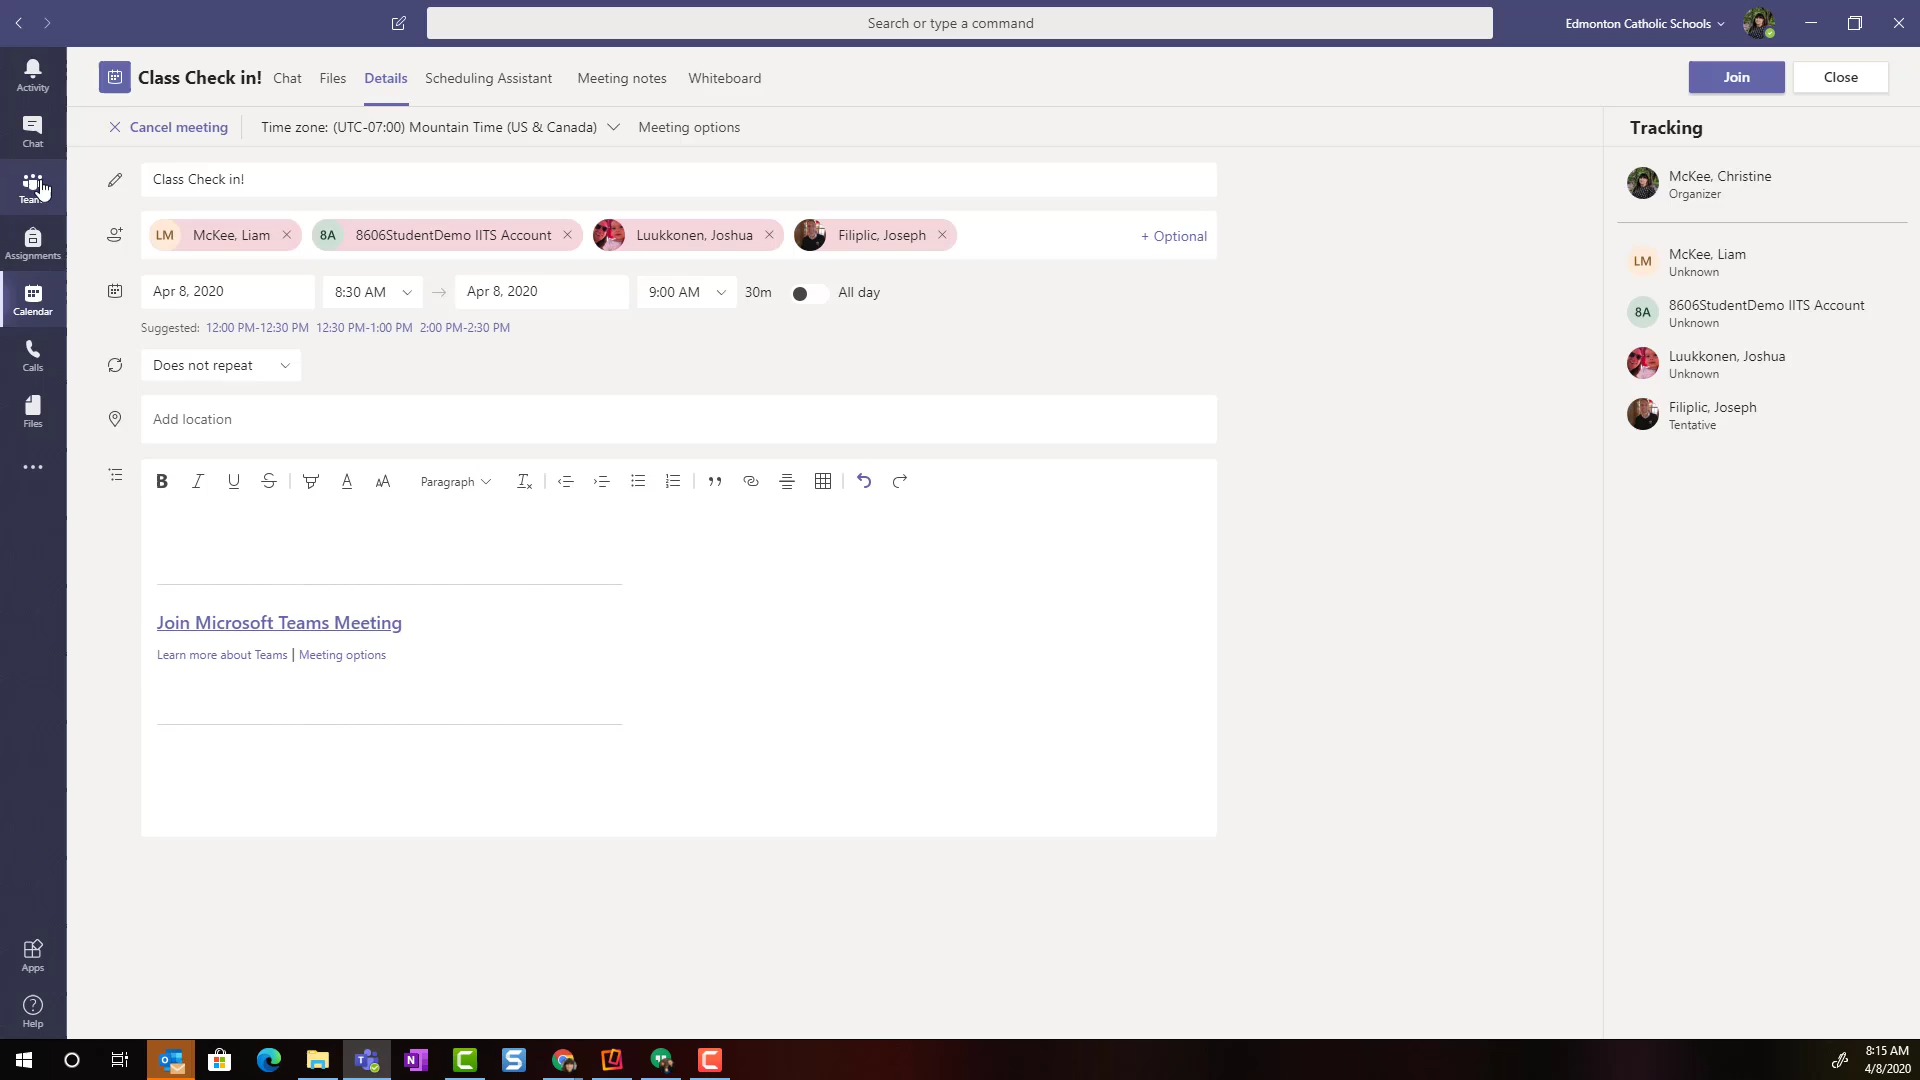 Search or type a command
Edmonton Catholic Schools
Activity
Chat
Assignments
Calendar
Calls
Files
Apps
Help
Class Check in!
Chat
Files
Details
Scheduling Assistant
Meeting notes
Whiteboard
Join
Close
Cancel meeting
Time zone: (UTC-07:00) Mountain Time (US & Canada)
Meeting options
Class Check in!
LM McKee, Liam
8A 8606StudentDemo IITS Account
Luukkonen, Joshua
Filiplic, Joseph
+ Optional
Apr 8, 2020
8:30 AM
Apr 8, 2020
9:00 AM
30m
All day
Suggested: 12:00 PM-12:30 PM 12:30 PM-1:00 PM 2:00 PM-2:30 PM
Does not repeat
Add location
B I U S A AA Paragraph
Join Microsoft Teams Meeting
Learn more about Teams | Meeting options
Tracking
McKee, Christine
Organizer
LM McKee, Liam
Unknown
8A 8606StudentDemo IITS Account
Unknown
Luukkonen, Joshua
Unknown
Filiplic, Joseph
Tentative
8:15 AM
4/8/2020